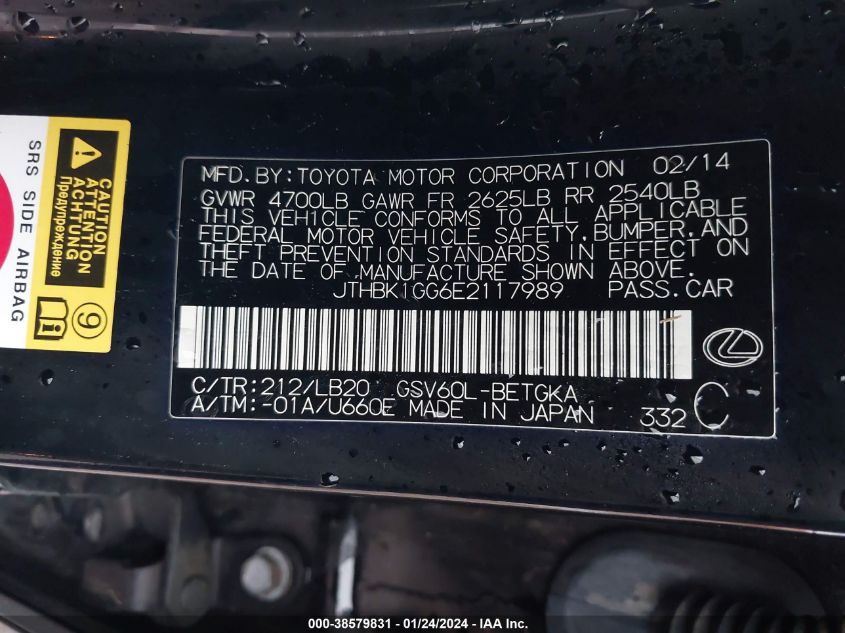 MFD. BY: TOYOTA MOTOR CORPORATION 02/14
GVWR 4700LB GAWR FR 2625LB RR 2540LB
THIS VEHICLE CONFORMS TO ALL APPLICABLE
FEDERAL MOTOR VEHICLE SAFETY, BUMPER, AND
THEFT PREVENTION STANDARDS IN EFFECT ON
THE DATE OF MANUFACTURE SHOWN ABOVE.
JTHBK1GG6E2117989 PASS. CAR
C/TR: 212/LB20 GSV60L-BETGKA
A/TM: -01A/U660E MADE IN JAPAN 332 C
SRS SIDE AIRBAG
CAUTION
ATTENTION
ACHTUNG
Предупреждение
9
000-38579831 - 01/24/2024 - IAA Inc.